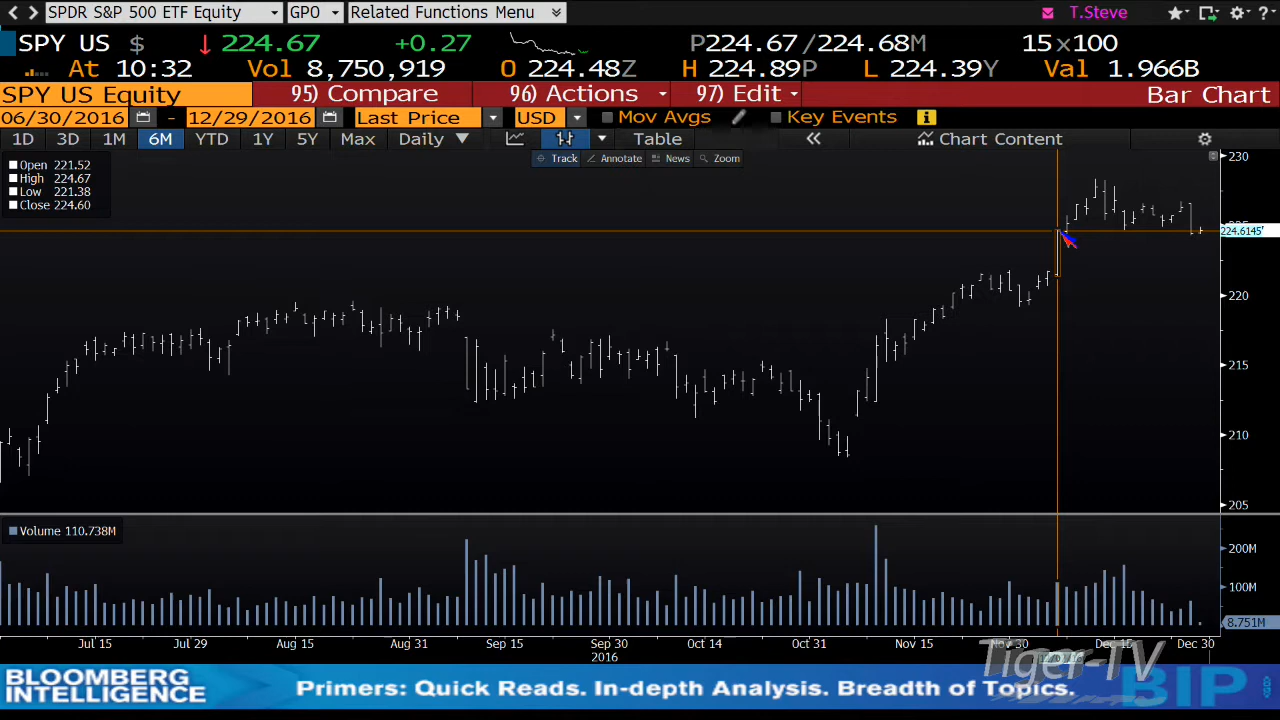 SPDR S&P 500 ETF Equity GPO Related Functions Menu T.Steve ?
SPY US $ 224.67 +0.27 P224.67/224.68M 15x100
At 10:32 Vol 8,750,919 O 224.48Z H 224.89P L 224.39Y Val 1.966B
SPY US Equity 95) Compare 96) Actions 97) Edit Bar Chart
06/30/2016 - 12/29/2016 Last Price USD Mov Avgs Key Events
1D 3D 1M 6M YTD 1Y 5Y Max Daily Table Chart Content
Track Annotate News Zoom
Open 221.52
High 224.67
Low 221.38
Close 224.60
230
224.6145
220
215
210
205
Volume 110.738M
200M
100M
8.751M
Jul 15 Jul 29 Aug 15 Aug 31 Sep 15 Sep 30 Oct 14 Oct 31 Nov 15 Nov 30 Dec 15 Dec 30
2016
Tiger-TV
BLOOMBERG
INTELLIGENCE
Primers: Quick Reads. In-depth Analysis. Breadth of Topics.
BIP